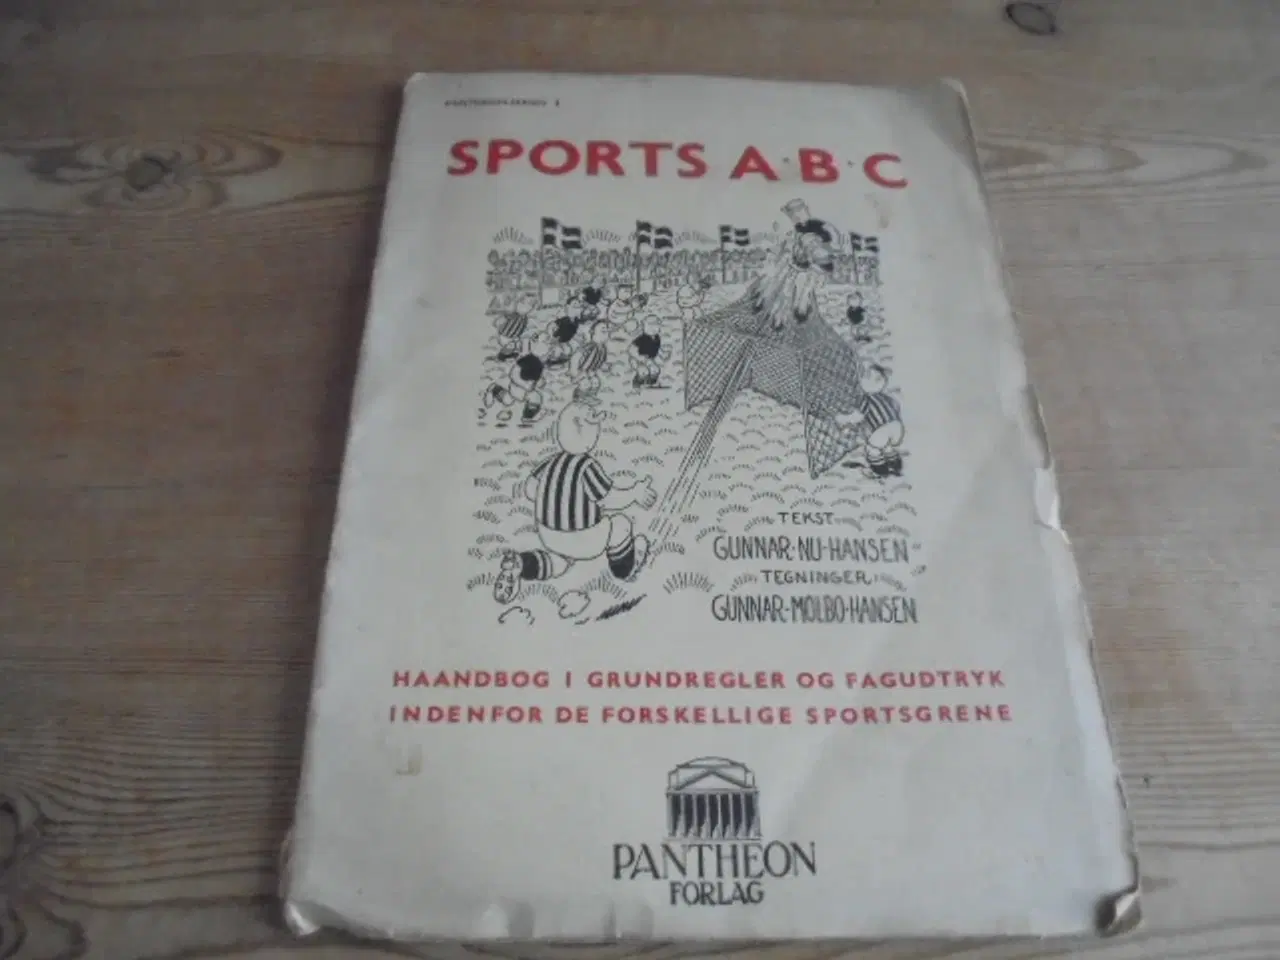 SPORTS A·B·C
TEKST
GUNNAR-NU-HANSEN
TEGNINGER
GUNNAR-MOLBO-HANSEN
HAANDBOG I GRUNDREGLER OG FAGUDTRYK
INDENFOR DE FORSKELLIGE SPORTSGRENE
PANTHEON
FORLAG